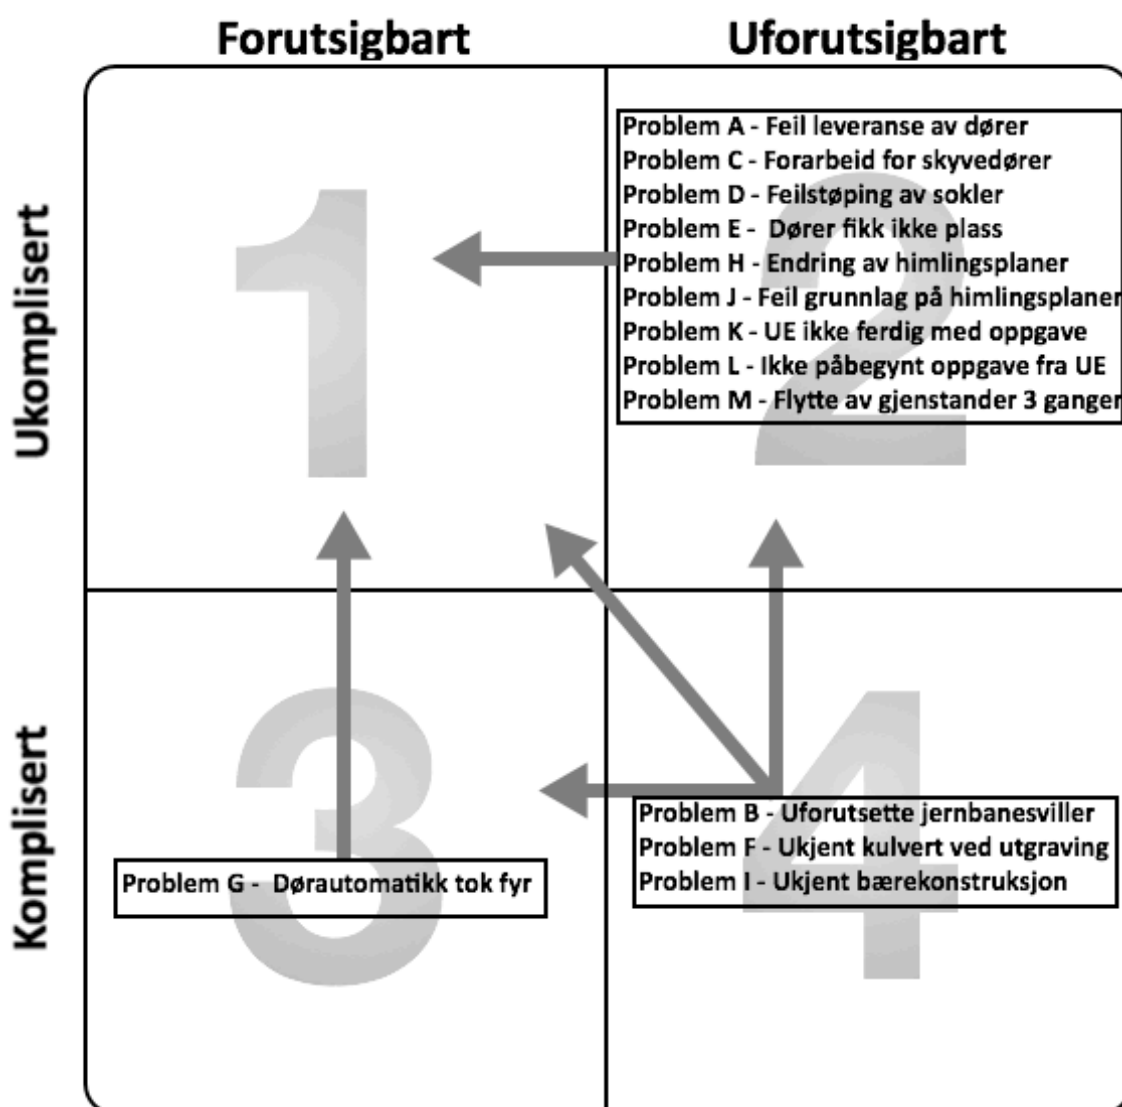 Forutsigbart
Uforutsigbart
Ukomplisert
1
2
Problem A - Feil leveranse av dører
Problem C - Forarbeid for skyvedører
Problem D - Feilstøping av sokler
Problem E - Dører fikk ikke plass
Problem H - Endring av himlingsplaner
Problem J - Feil grunnlag på himlingsplaner
Problem K - UE ikke ferdig med oppgave
Problem L - Ikke påbegynt oppgave fra UE
Problem M - Flytte av gjenstander 3 ganger
Komplisert
3
Problem G - Dørautomatikk tok fyr
4
Problem B - Uforutsette jernbanesviller
Problem F - Ukjent kulvert ved utgraving
Problem I - Ukjent bærekonstruksjon